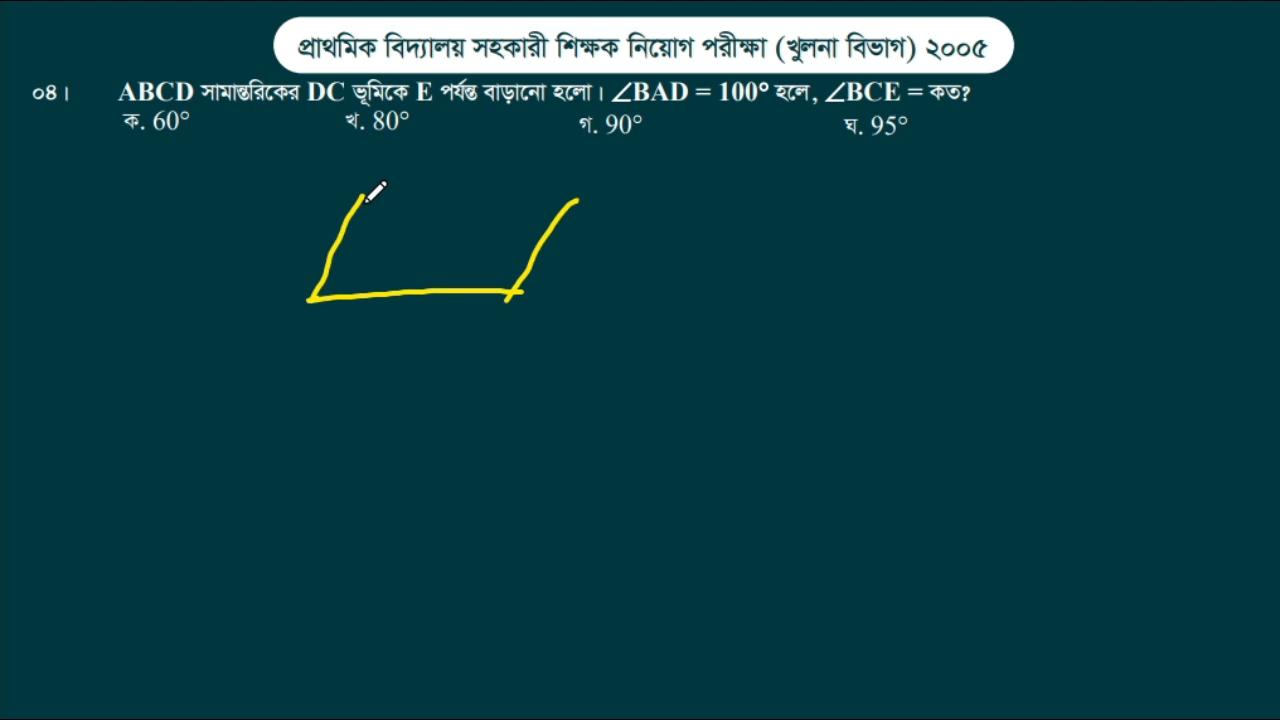 প্রাথমিক বিদ্যালয় সহকারী শিক্ষক নিয়োগ পরীক্ষা (খুলনা বিভাগ) ২০০৫
০৪। ABCD সামান্তরিকের DC ভূমিকে E পর্যন্ত বাড়ানো হলো। ∠BAD = 100° হলে, ∠BCE = কত?
ক. 60° খ. 80° গ. 90° ঘ. 95°